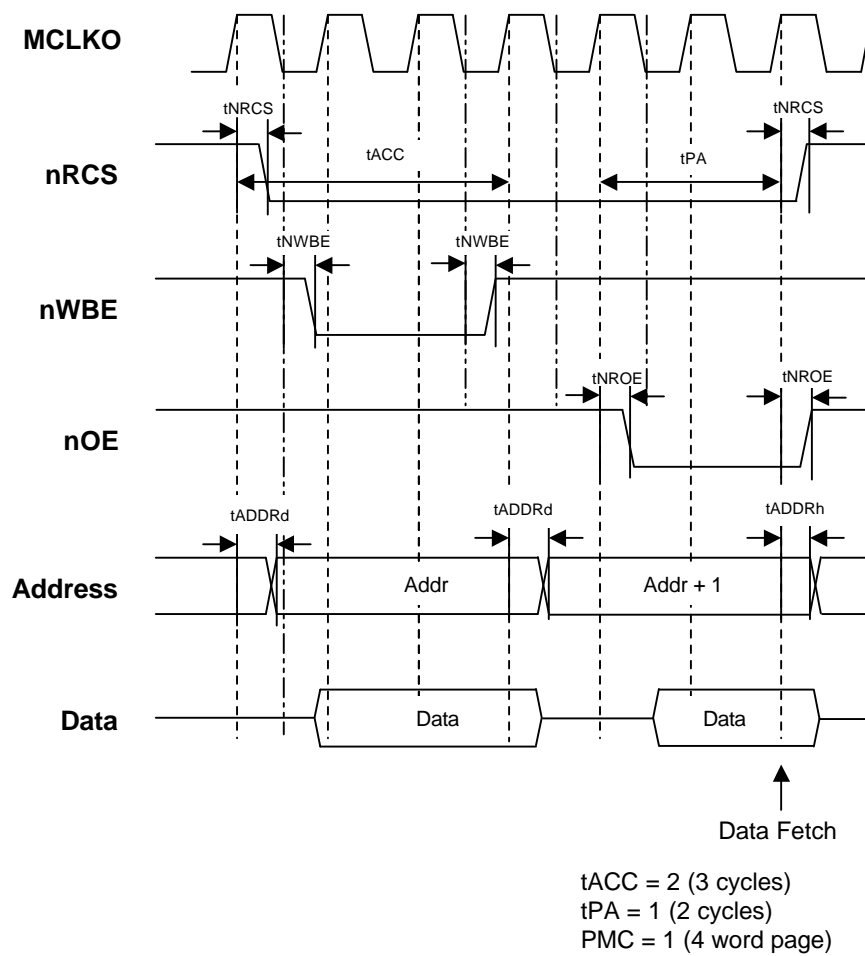 MCLKO
tNRCS
tNRCS
tACC
tPA
nRCS
tNWBE
tNWBE
nWBE
tNROE
tNROE
nOE
tADDRd
tADDRd
tADDRh
Address
Addr
Addr + 1
Data
Data
Data
Data Fetch
tACC = 2 (3 cycles)
tPA = 1 (2 cycles)
PMC = 1 (4 word page)